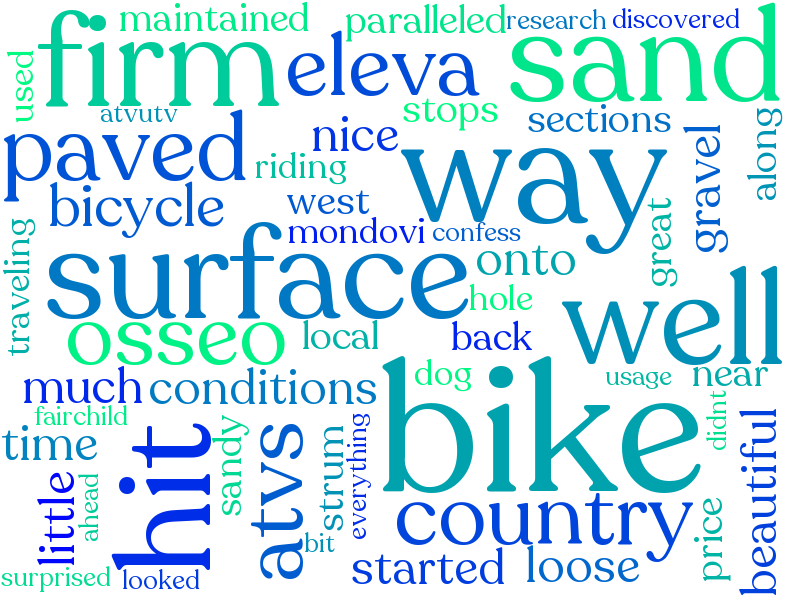 maintained
paralleled
research
discovered
firm
eleva
sand
used
atvutv
stops
sections
nice
paved
way
gravel
along
riding
bicycle
west
mondovi
confess
great
traveling
surface
onto
hole
well
osseo
local
back
dog
usage
near
much
conditions
bike
didnt
fairchild
time
hit
sandy
atvs
strum
everything
beautiful
little
ahead
country
price
bit
surprised
looked
started
loose